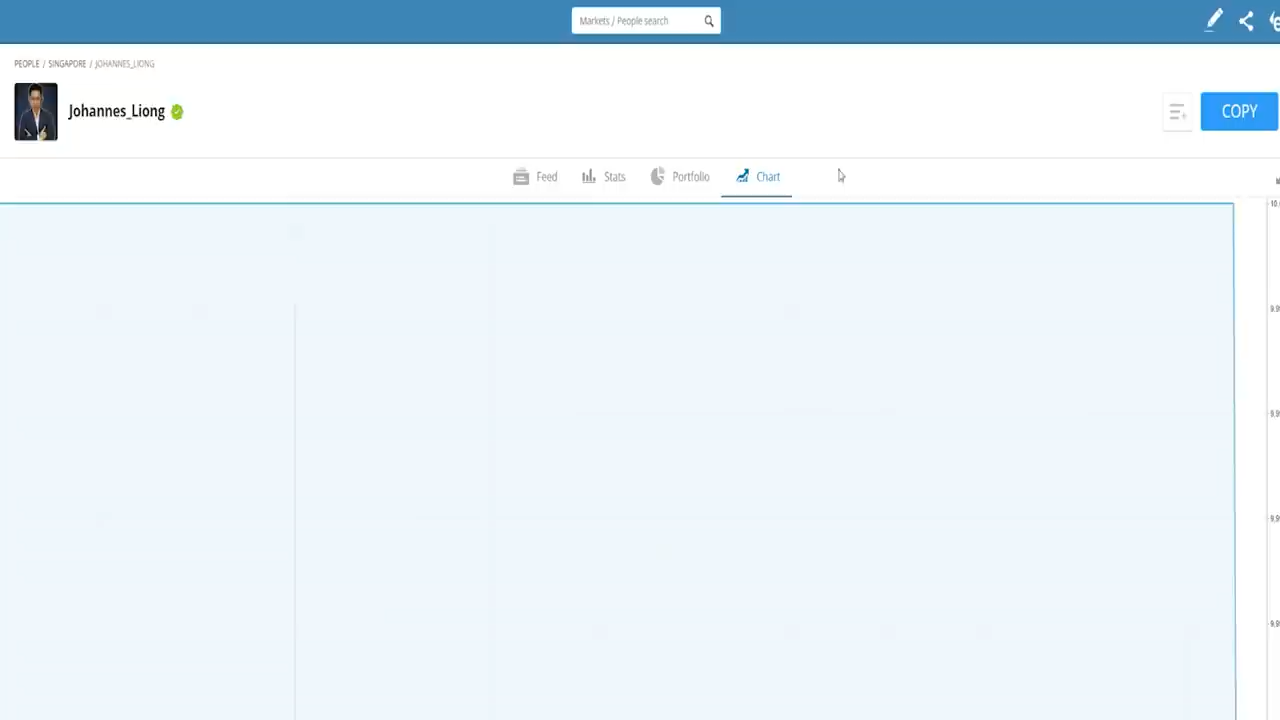 Markets / People search
PEOPLE / SINGAPORE / JOHANNES_LIONG
Johannes_Liong
COPY
Feed
Stats
Portfolio
Chart